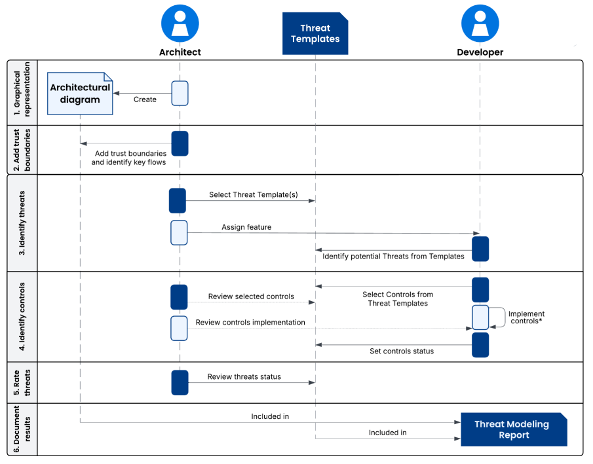 Threat
Templates
Architect
Developer
1. Graphical
representation
Architectural
diagram
Create
2. Add trust
boundaries
Add trust boundaries
and identify key flows
3. Identify threats
Select Threat Template(s)
Assign feature
Identify potential Threats from Templates
4. Identify controls
Review selected controls
Select Controls from
Threat Templates
Implement
controls*
Review controls implementation
Set controls status
5. Rate
threats
Review threats status
6. Document
results
Included in
Included in
Threat Modeling
Report